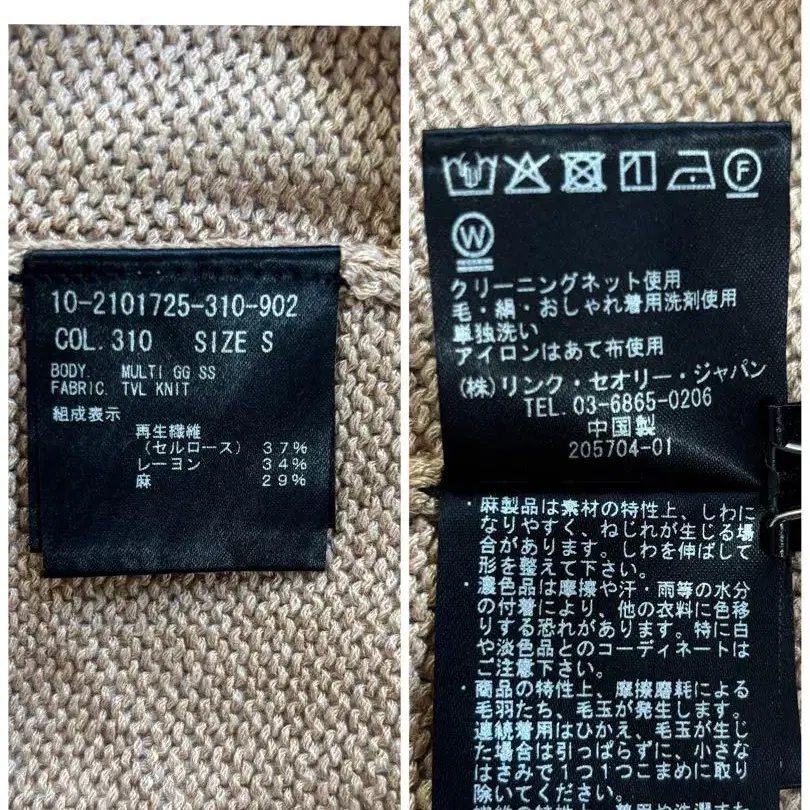 10-2101725-310-902
COL. 310 SIZE S
BODY. MULTI GG SS
FABRIC. TVL KNIT
組成表示
再生繊維
(セルロース) 37%
レーヨン 34%
麻 29%
F
W
クリーニングネット使用
毛・絹・おしゃれ着用洗剤使用
単独洗い
アイロンはあて布使用
(株)リンク・セオリー・ジャパン
TEL. 03-6865-0206
中国製
205704-01
・麻製品は素材の特性上、しわに
なりやすく、ねじれが生じる場
合があります。しわを伸ばして
形を整えて下さい。
・濃色品は摩擦や汗・雨等の水分
の付着により、他の衣料に色移
りする恐れがあります。特に白
や淡色品とのコーディネートは
ご注意下さい。
・商品の特性上、摩擦磨耗による
毛羽たち、毛玉が発生します。
連続着用はひかえ、毛玉が生じ
た場合は引っぱらずに、小さな
はさみで1つ1つこまめに取り
除いてください。